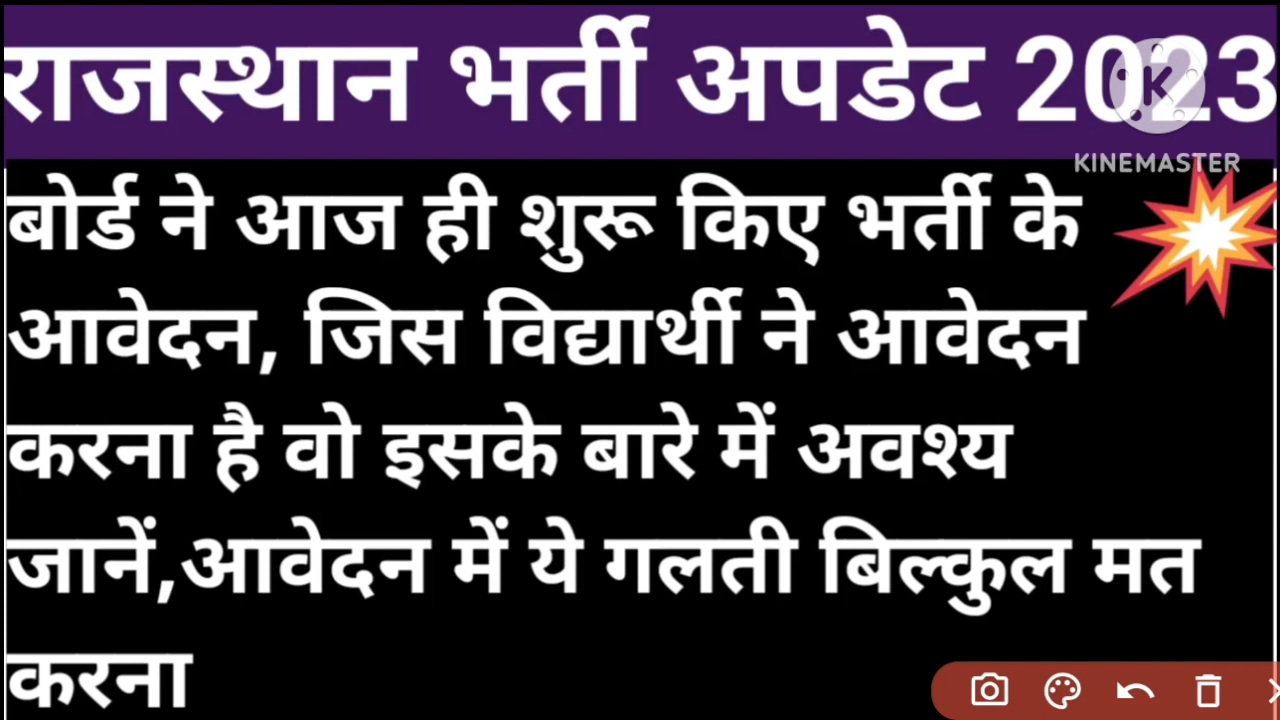 राजस्थान भर्ती अपडेट 2023
KINEMASTER
बोर्ड ने आज ही शुरू किए भर्ती के
आवेदन, जिस विद्यार्थी ने आवेदन
करना है वो इसके बारे में अवश्य
जानें,आवेदन में ये गलती बिल्कुल मत
करना